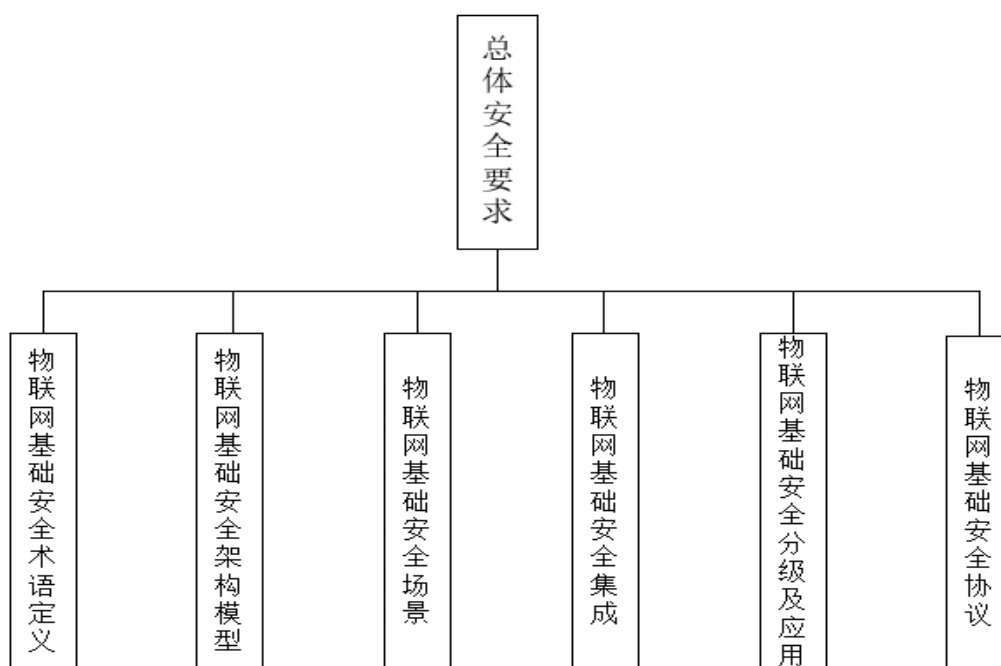 总体安全要求
物联网基础安全术语定义
物联网基础安全架构模型
物联网基础安全场景
物联网基础安全集成
物联网基础安全分级及应用
物联网基础安全协议